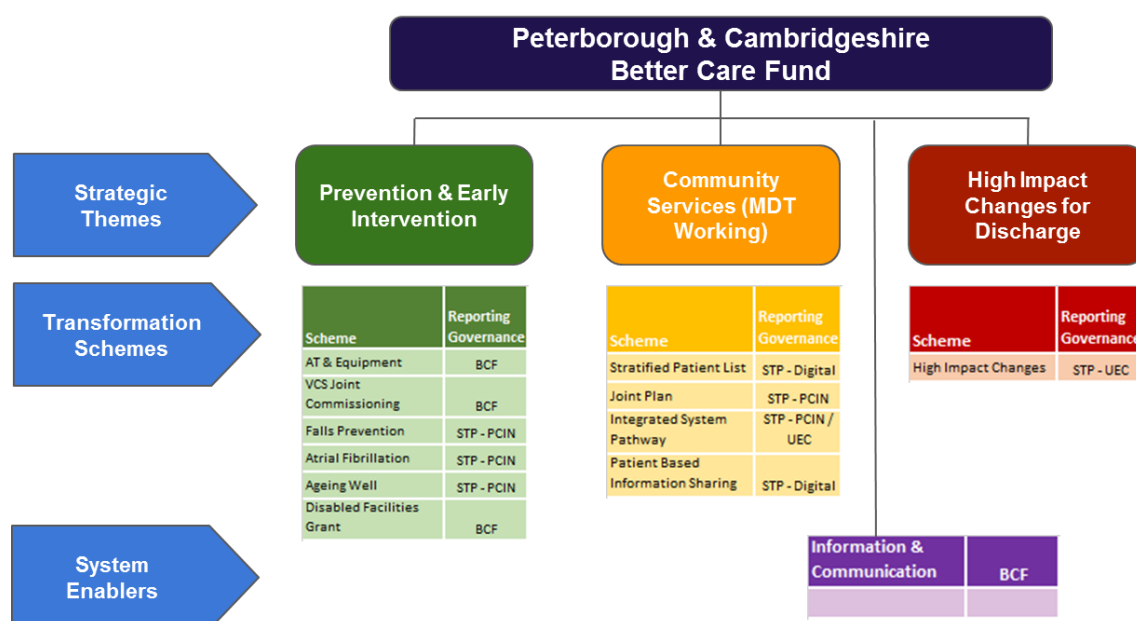 Peterborough & Cambridgeshire
Better Care Fund
Strategic
Themes
Prevention & Early
Intervention
Community
Services (MDT
Working)
High Impact
Changes for
Discharge
Transformation
Schemes
Scheme
Reporting
Governance
AT & Equipment
BCF
VCS Joint
Commissioning
BCF
Falls Prevention
STP - PCIN
Atrial Fibrillation
STP - PCIN
Ageing Well
STP - PCIN
Disabled Facilities
Grant
BCF
Scheme
Reporting
Governance
Stratified Patient List
STP - Digital
Joint Plan
STP - PCIN
Integrated System
Pathway
STP - PCIN /
UEC
Patient Based
Information Sharing
STP - Digital
Scheme
Reporting
Governance
High Impact Changes
STP - UEC
System
Enablers
Information &
Communication
BCF